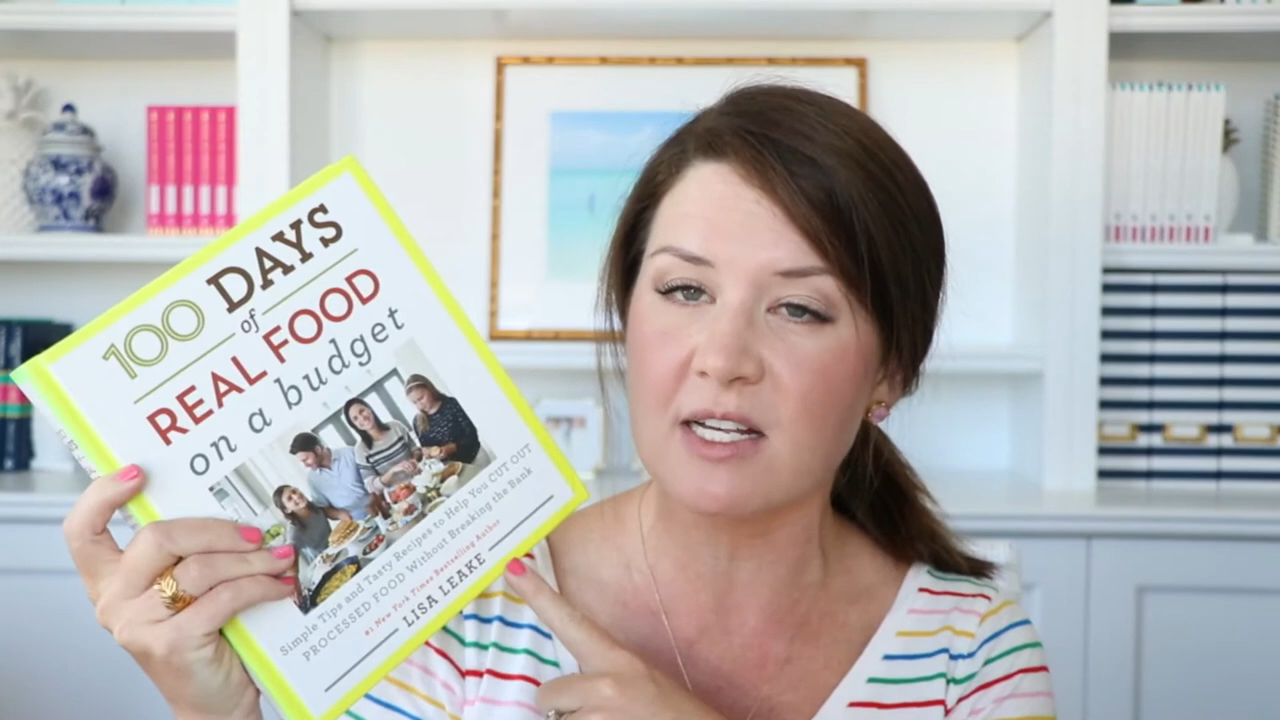 100 DAYS
of
REAL FOOD
on a budget
Simple Tips and Tasty Recipes to Help You CUT OUT
PROCESSED FOOD Without Breaking the Bank
#1 New York Times Bestselling Author
LISA LEAKE